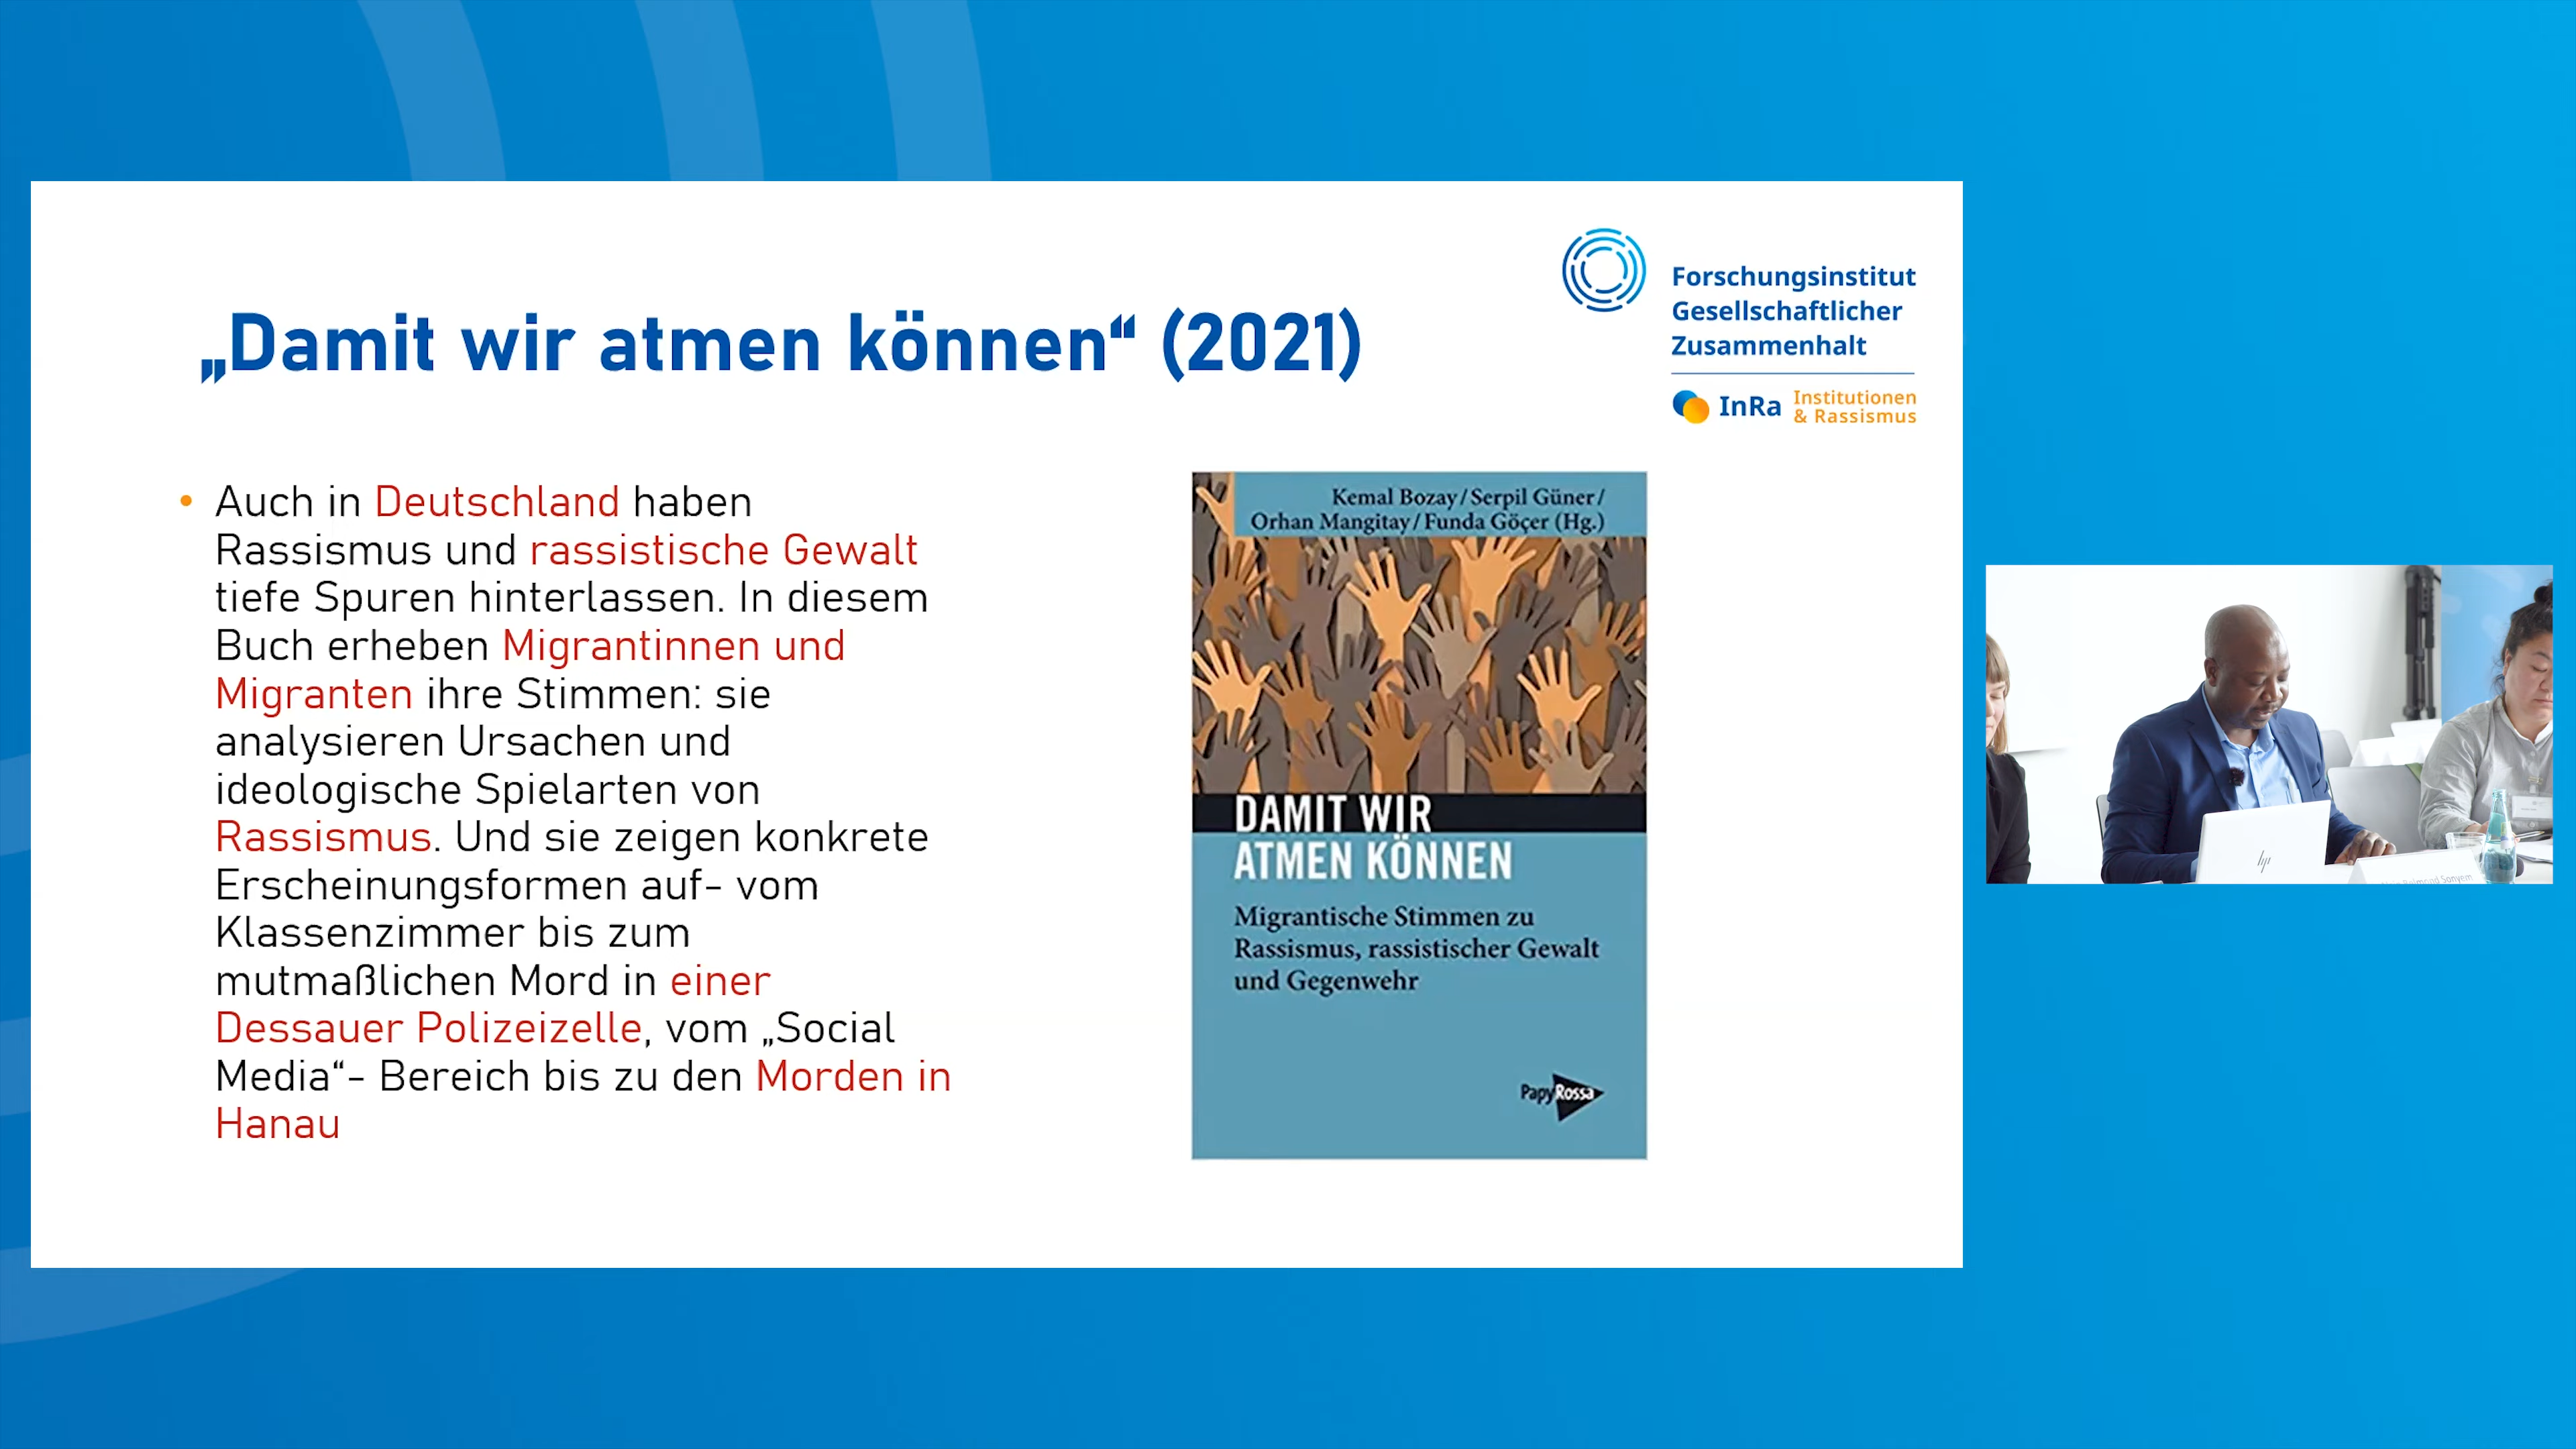 „Damit wir atmen können“ (2021)
Forschungsinstitut
Gesellschaftlicher
Zusammenhalt
InRa
Institutionen
& Rassismus
• Auch in Deutschland haben
Rassismus und rassistische Gewalt
tiefe Spuren hinterlassen. In diesem
Buch erheben Migrantinnen und
Migranten ihre Stimmen: sie
analysieren Ursachen und
ideologische Spielarten von
Rassismus. Und sie zeigen konkrete
Erscheinungsformen auf- vom
Klassenzimmer bis zum
mutmaßlichen Mord in einer
Dessauer Polizeizelle, vom „Social
Media“- Bereich bis zu den Morden in
Hanau
Kemal Bozay / Serpil Güner /
Orhan Mangitay / Funda Göçer (Hg.)
DAMIT WIR
ATMEN KÖNNEN
Migrantische Stimmen zu
Rassismus, rassistischer Gewalt
und Gegenwehr
PapyRossa
hp